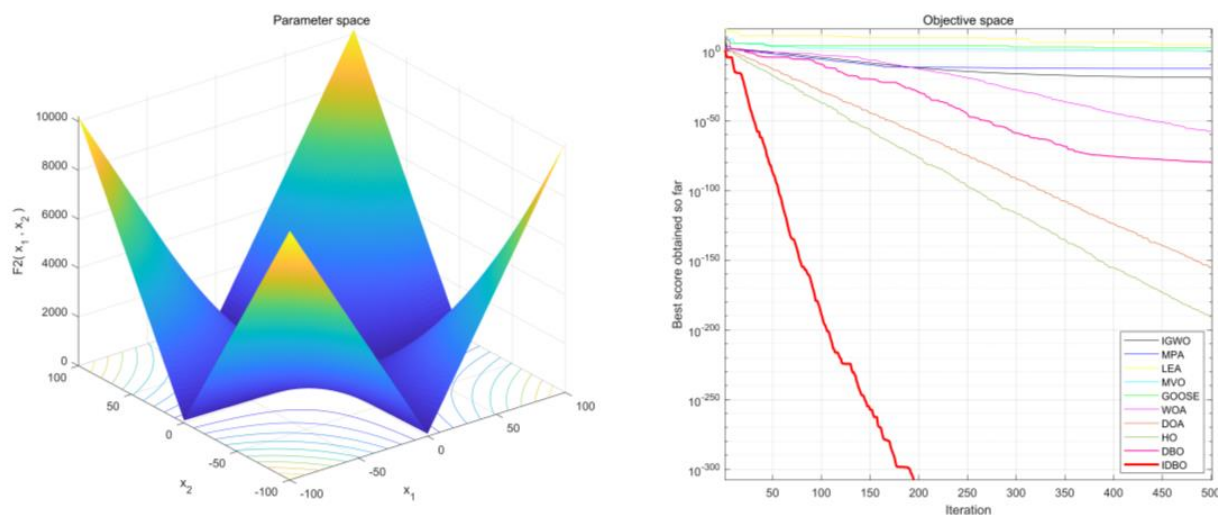 Parameter space
10000
8000
6000
4000
2000
0
F2( x1 , x2 )
100
50
0
-50
-100
x2
-100
-50
0
50
100
x1
Objective space
10^0
10^-50
10^-100
10^-150
10^-200
10^-250
10^-300
Best score obtained so far
50 100 150 200 250 300 350 400 450 500
Iteration
IGWO
MPA
LEA
MVO
GOOSE
WOA
DOA
HO
DBO
IDBO